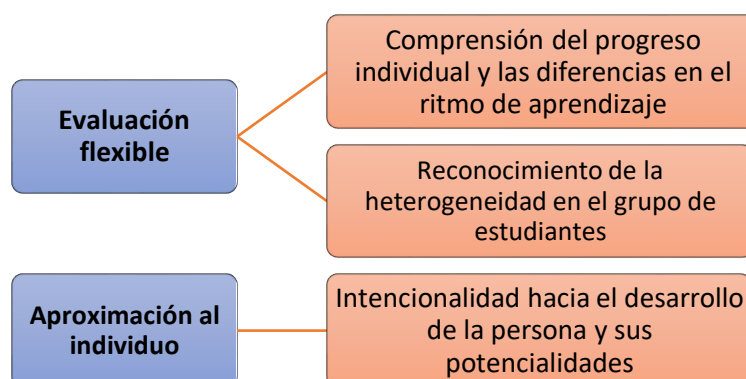 Evaluación
flexible
Comprensión del progreso
individual y las diferencias en el
ritmo de aprendizaje
Reconocimiento de la
heterogeneidad en el grupo de
estudiantes
Aproximación al
individuo
Intencionalidad hacia el desarrollo
de la persona y sus
potencialidades